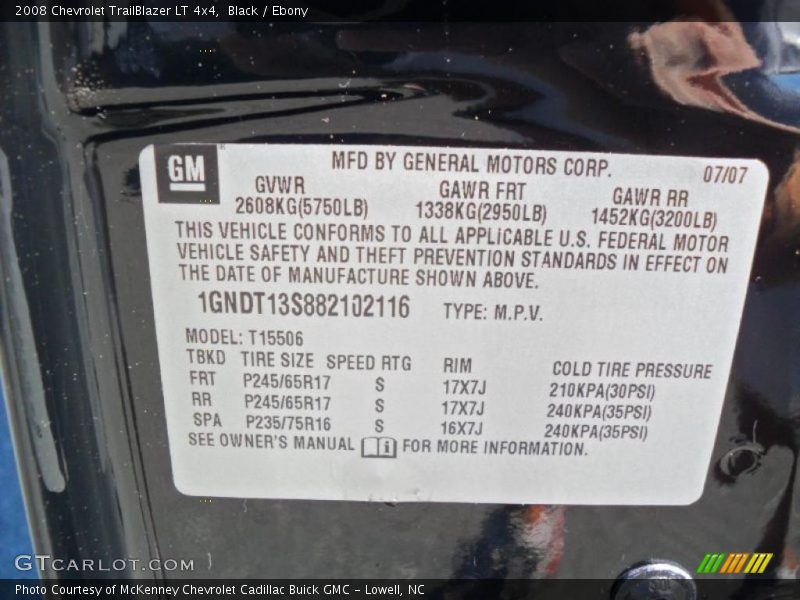 2008 Chevrolet TrailBlazer LT 4x4, Black / Ebony
GM MFD BY GENERAL MOTORS CORP. 07/07
GVWR GAWR FRT GAWR RR
2608KG(5750LB) 1338KG(2950LB) 1452KG(3200LB)
THIS VEHICLE CONFORMS TO ALL APPLICABLE U.S. FEDERAL MOTOR
VEHICLE SAFETY AND THEFT PREVENTION STANDARDS IN EFFECT ON
THE DATE OF MANUFACTURE SHOWN ABOVE.
1GNDT13S882102116 TYPE: M.P.V.
MODEL: T15506
TBKD TIRE SIZE SPEED RTG RIM COLD TIRE PRESSURE
FRT P245/65R17 S 17X7J 210KPA(30PSI)
RR P245/65R17 S 17X7J 240KPA(35PSI)
SPA P235/75R16 S 16X7J 240KPA(35PSI)
SEE OWNER'S MANUAL i FOR MORE INFORMATION.
GTCARLOT.COM
Photo Courtesy of McKenney Chevrolet Cadillac Buick GMC - Lowell, NC